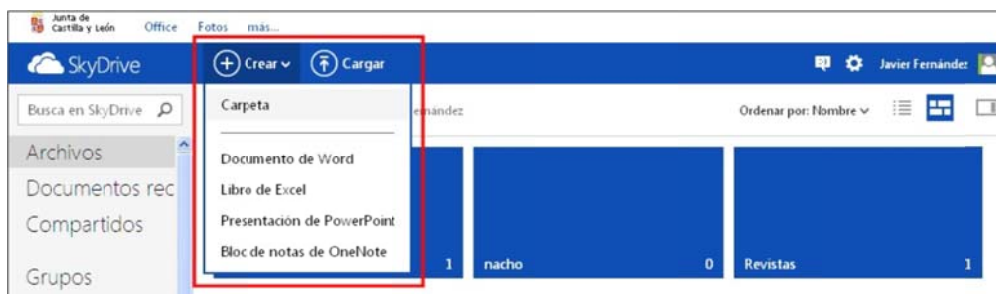 Junta de
Castilla y León Office Fotos más...
SkyDrive Crear Cargar Javier Fernández
Busca en SkyDrive Carpeta ernández Ordenar por: Nombre
Archivos
Documento de Word
Documentos rec
Libro de Excel
Compartidos
Presentación de PowerPoint
Bloc de notas de OneNote
1 nacho 0 Revistas 1
Grupos